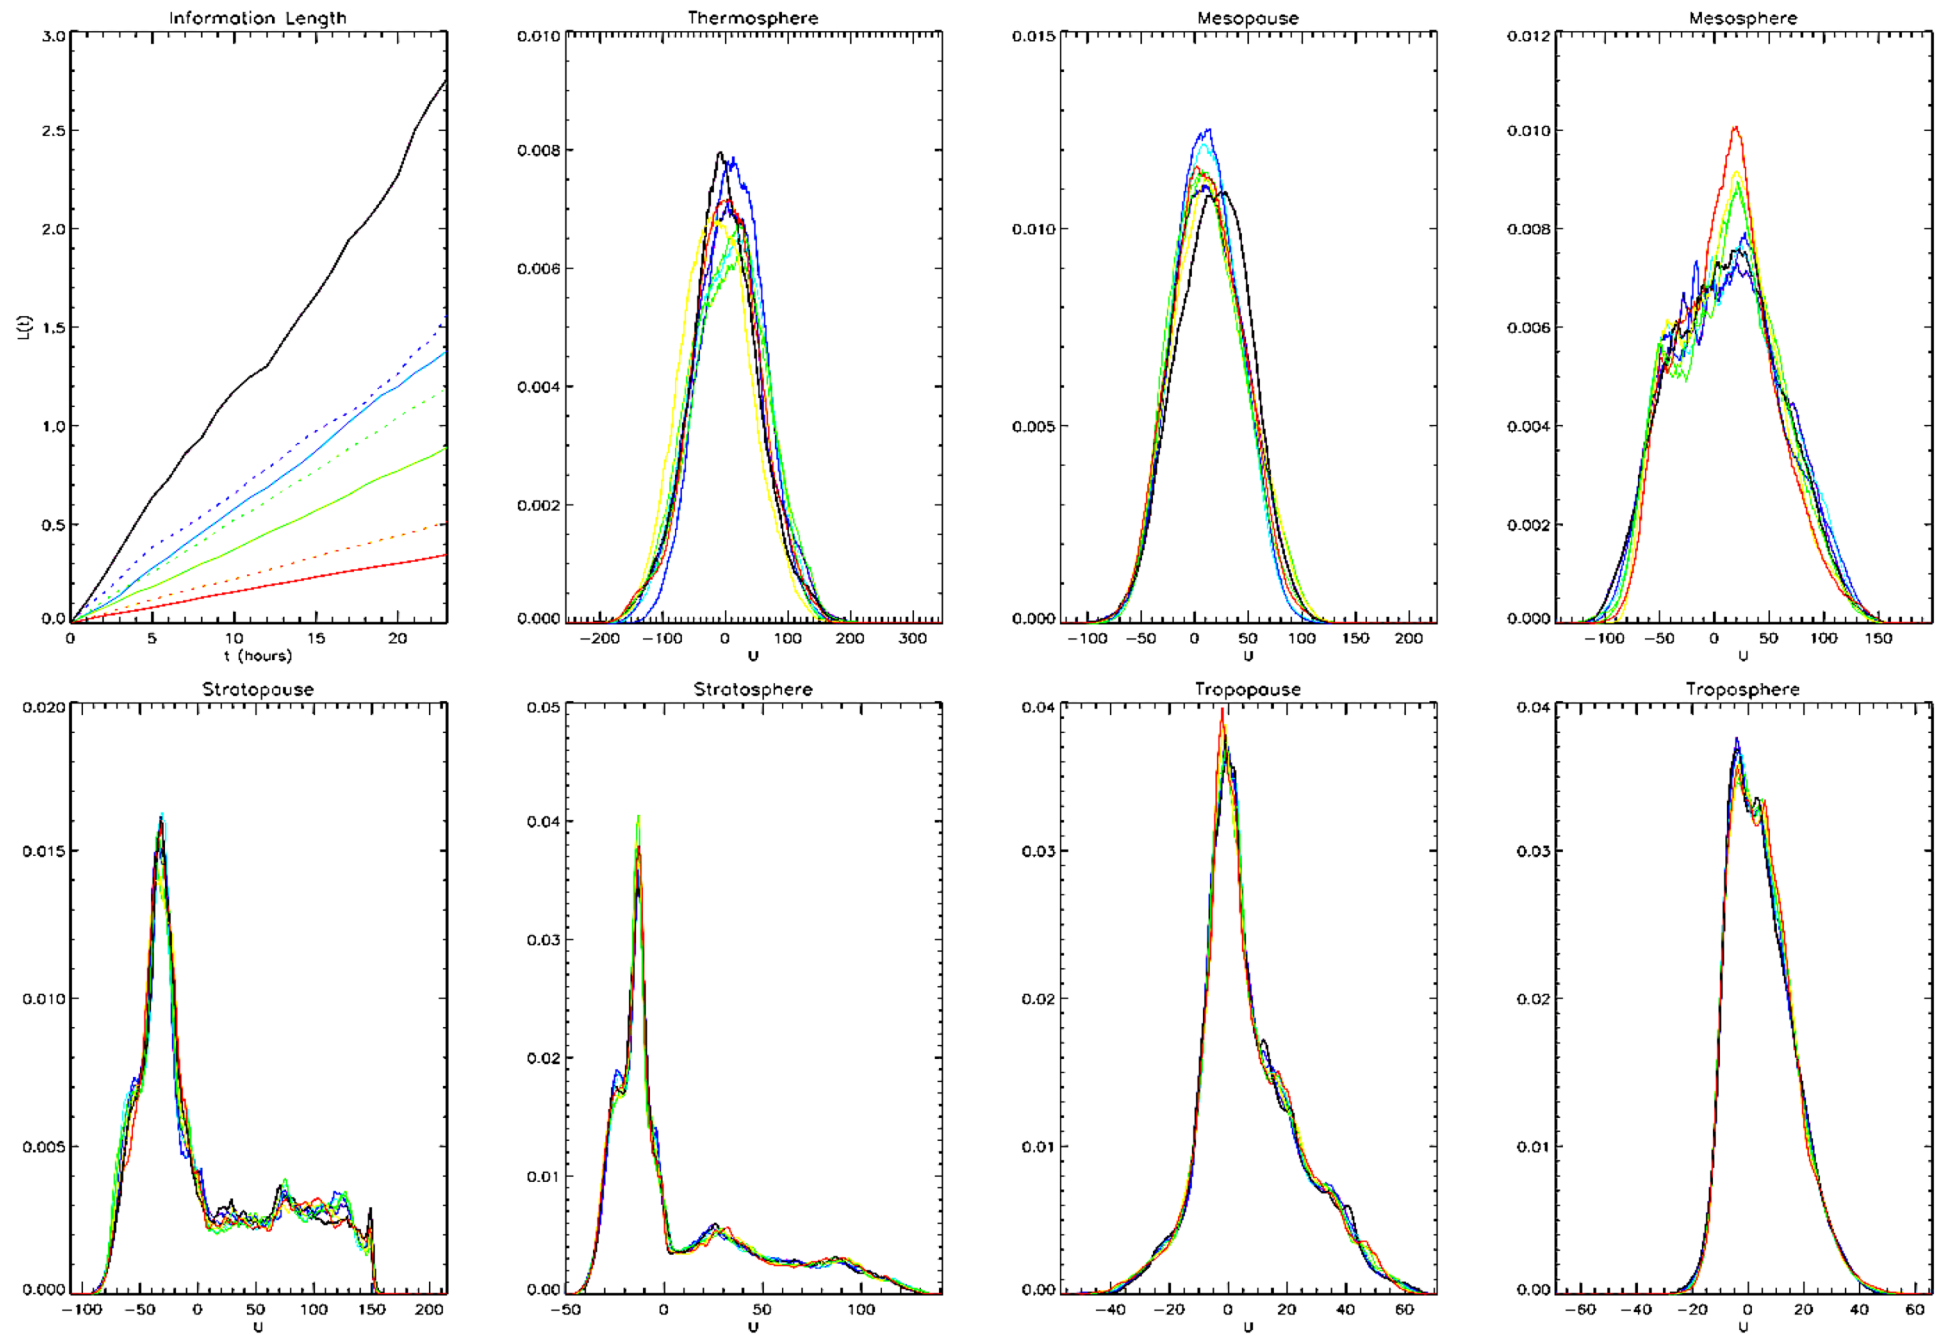 Information Length
3.0
2.5
2.0
1.5
1.0
0.5
0.0
L(t)
0 5 10 15 20
t (hours)
Thermosphere
0.010
0.008
0.006
0.004
0.002
0.000
−200 −100 0 100 200 300
U
Mesopause
0.015
0.010
0.005
0.000
−100 −50 0 50 100 150 200
U
Mesosphere
0.012
0.010
0.008
0.006
0.004
0.002
0.000
−100 −50 0 50 100 150
U
Stratopause
0.020
0.015
0.010
0.005
0.000
−100 −50 0 50 100 150 200
U
Stratosphere
0.05
0.04
0.03
0.02
0.01
0.00
−50 0 50 100
U
Tropopause
0.04
0.03
0.02
0.01
0.00
−40 −20 0 20 40 60
U
Troposphere
0.04
0.03
0.02
0.01
0.00
−60 −40 −20 0 20 40 60
U